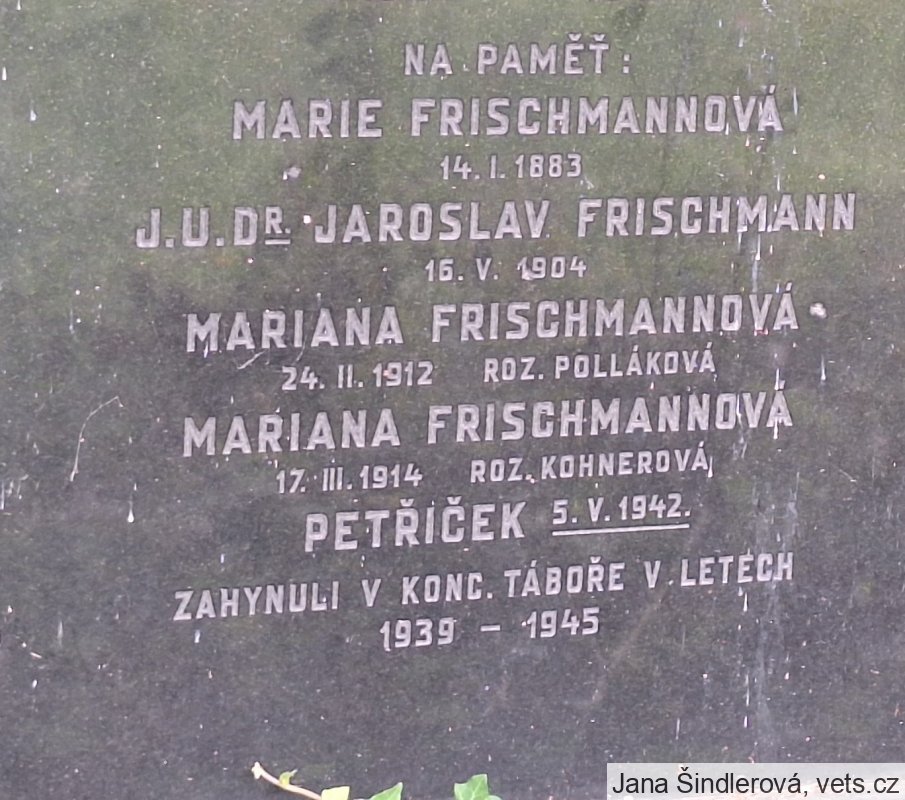 NA PAMĚŤ:
MARIE FRISCHMANNOVÁ
14. I. 1883
J.U.DR. JAROSLAV FRISCHMANN
16. V. 1904
MARIANA FRISCHMANNOVÁ
24. II. 1912 ROZ. POLLÁKOVÁ
MARIANA FRISCHMANNOVÁ
17. III. 1914 ROZ. KOHNEROVÁ
PETŘÍČEK 5. V. 1942.
ZAHYNULI V KONC. TÁBOŘE V LETECH
1939 – 1945
Jana Šindlerová, vets.cz